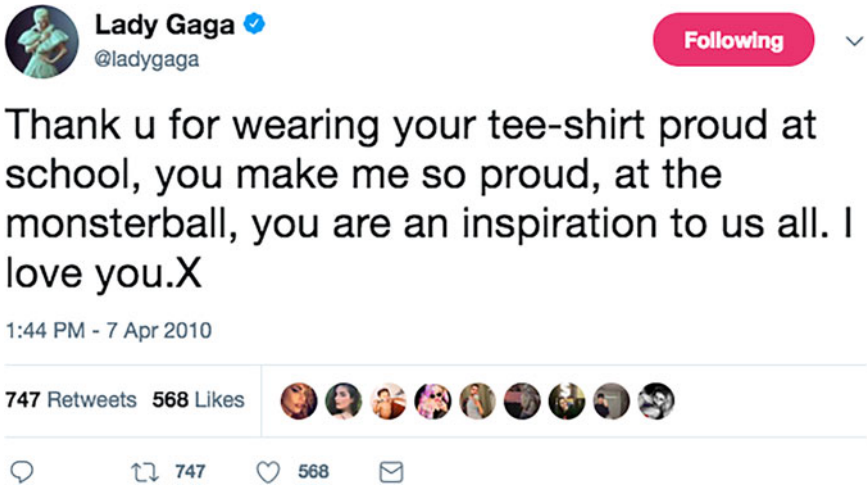 Lady Gaga
@ladygaga
Following
Thank u for wearing your tee-shirt proud at
school, you make me so proud, at the
monsterball, you are an inspiration to us all. I
love you.X
1:44 PM - 7 Apr 2010
747 Retweets 568 Likes
747 568